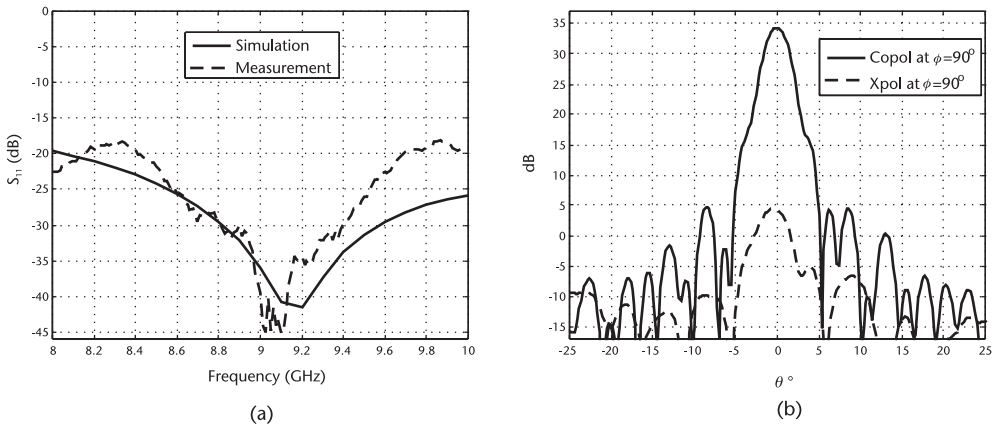 0
-5
-10
-15
-20
-25
-30
-35
-40
-45
S11 (dB)
Simulation
Measurement
8 8.2 8.4 8.6 8.8 9 9.2 9.4 9.6 9.8 10
Frequency (GHz)
(a)
35
30
25
20
15
10
5
0
-5
-10
-15
dB
Copol at ϕ=90°
Xpol at ϕ=90°
-25 -20 -15 -10 -5 0 5 10 15 20 25
θ °
(b)